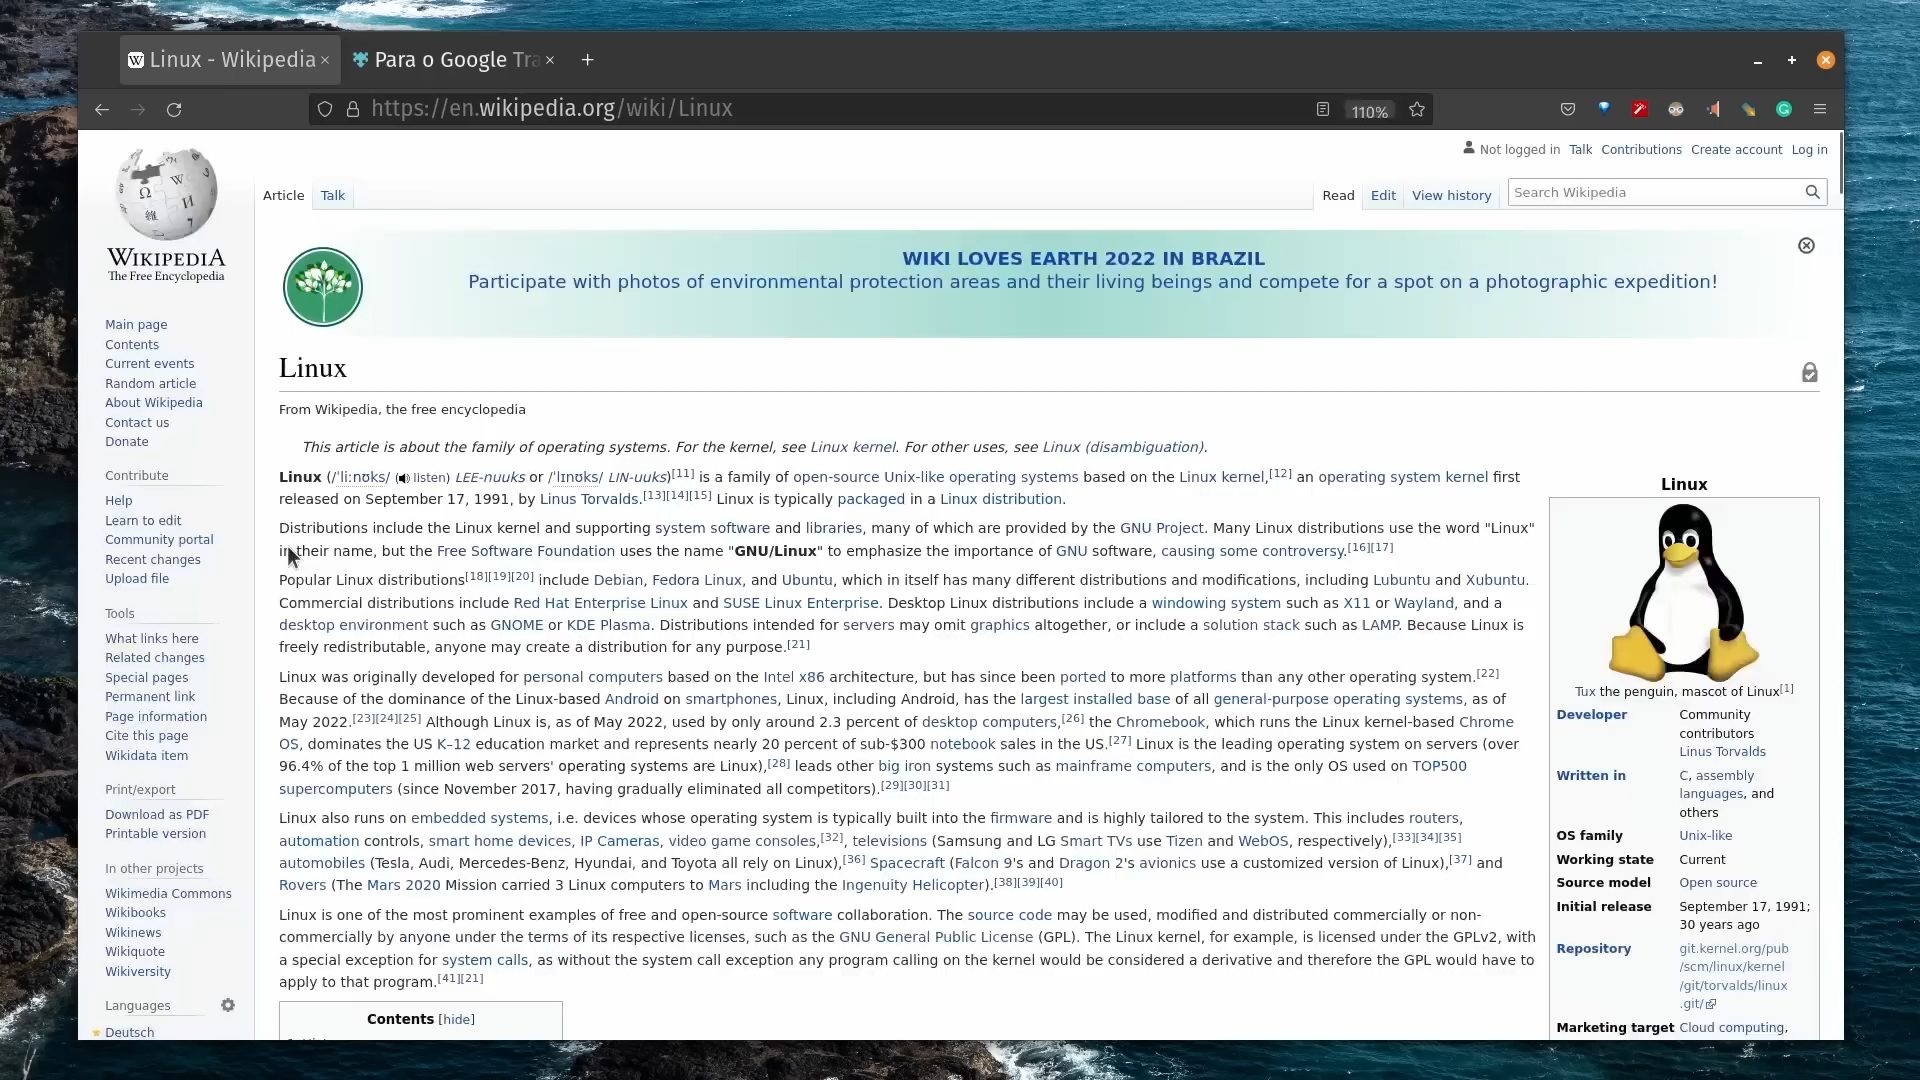 Linux - Wikipedia
Para o Google Tra
https://en.wikipedia.org/wiki/Linux
110%
Not logged in Talk Contributions Create account Log in
Article Talk
Read Edit View history
Search Wikipedia
WIKIPEDIA
The Free Encyclopedia
WIKI LOVES EARTH 2022 IN BRAZIL
Participate with photos of environmental protection areas and their living beings and compete for a spot on a photographic expedition!
Main page
Contents
Current events
Random article
About Wikipedia
Contact us
Donate
Contribute
Help
Learn to edit
Community portal
Recent changes
Upload file
Tools
What links here
Related changes
Special pages
Permanent link
Page information
Cite this page
Wikidata item
Print/export
Download as PDF
Printable version
In other projects
Wikimedia Commons
Wikibooks
Wikinews
Wikiquote
Wikiversity
Languages
Deutsch
Linux
From Wikipedia, the free encyclopedia
This article is about the family of operating systems. For the kernel, see Linux kernel. For other uses, see Linux (disambiguation).
Linux (/ˈliːnʊks/ (listen) LEE-nuuks or /ˈlɪnʊks/ LIN-uuks)[11] is a family of open-source Unix-like operating systems based on the Linux kernel,[12] an operating system kernel first
released on September 17, 1991, by Linus Torvalds.[13][14][15] Linux is typically packaged in a Linux distribution.
Distributions include the Linux kernel and supporting system software and libraries, many of which are provided by the GNU Project. Many Linux distributions use the word "Linux"
in their name, but the Free Software Foundation uses the name "GNU/Linux" to emphasize the importance of GNU software, causing some controversy.[16][17]
Popular Linux distributions[18][19][20] include Debian, Fedora Linux, and Ubuntu, which in itself has many different distributions and modifications, including Lubuntu and Xubuntu.
Commercial distributions include Red Hat Enterprise Linux and SUSE Linux Enterprise. Desktop Linux distributions include a windowing system such as X11 or Wayland, and a
desktop environment such as GNOME or KDE Plasma. Distributions intended for servers may omit graphics altogether, or include a solution stack such as LAMP. Because Linux is
freely redistributable, anyone may create a distribution for any purpose.[21]
Linux was originally developed for personal computers based on the Intel x86 architecture, but has since been ported to more platforms than any other operating system.[22]
Because of the dominance of the Linux-based Android on smartphones, Linux, including Android, has the largest installed base of all general-purpose operating systems, as of
May 2022.[23][24][25] Although Linux is, as of May 2022, used by only around 2.3 percent of desktop computers,[26] the Chromebook, which runs the Linux kernel-based Chrome
OS, dominates the US K–12 education market and represents nearly 20 percent of sub-$300 notebook sales in the US.[27] Linux is the leading operating system on servers (over
96.4% of the top 1 million web servers' operating systems are Linux),[28] leads other big iron systems such as mainframe computers, and is the only OS used on TOP500
supercomputers (since November 2017, having gradually eliminated all competitors).[29][30][31]
Linux also runs on embedded systems, i.e. devices whose operating system is typically built into the firmware and is highly tailored to the system. This includes routers,
automation controls, smart home devices, IP Cameras, video game consoles,[32], televisions (Samsung and LG Smart TVs use Tizen and WebOS, respectively),[33][34][35]
automobiles (Tesla, Audi, Mercedes-Benz, Hyundai, and Toyota all rely on Linux),[36] Spacecraft (Falcon 9's and Dragon 2's avionics use a customized version of Linux),[37] and
Rovers (The Mars 2020 Mission carried 3 Linux computers to Mars including the Ingenuity Helicopter).[38][39][40]
Linux is one of the most prominent examples of free and open-source software collaboration. The source code may be used, modified and distributed commercially or non-
commercially by anyone under the terms of its respective licenses, such as the GNU General Public License (GPL). The Linux kernel, for example, is licensed under the GPLv2, with
a special exception for system calls, as without the system call exception any program calling on the kernel would be considered a derivative and therefore the GPL would have to
apply to that program.[41][21]
Contents [hide]
Linux
Tux the penguin, mascot of Linux[1]
Developer Community
contributors
Linus Torvalds
Written in C, assembly
languages, and
others
OS family Unix-like
Working state Current
Source model Open source
Initial release September 17, 1991;
30 years ago
Repository git.kernel.org/pub
/scm/linux/kernel
/git/torvalds/linux
.git/
Marketing target Cloud computing,